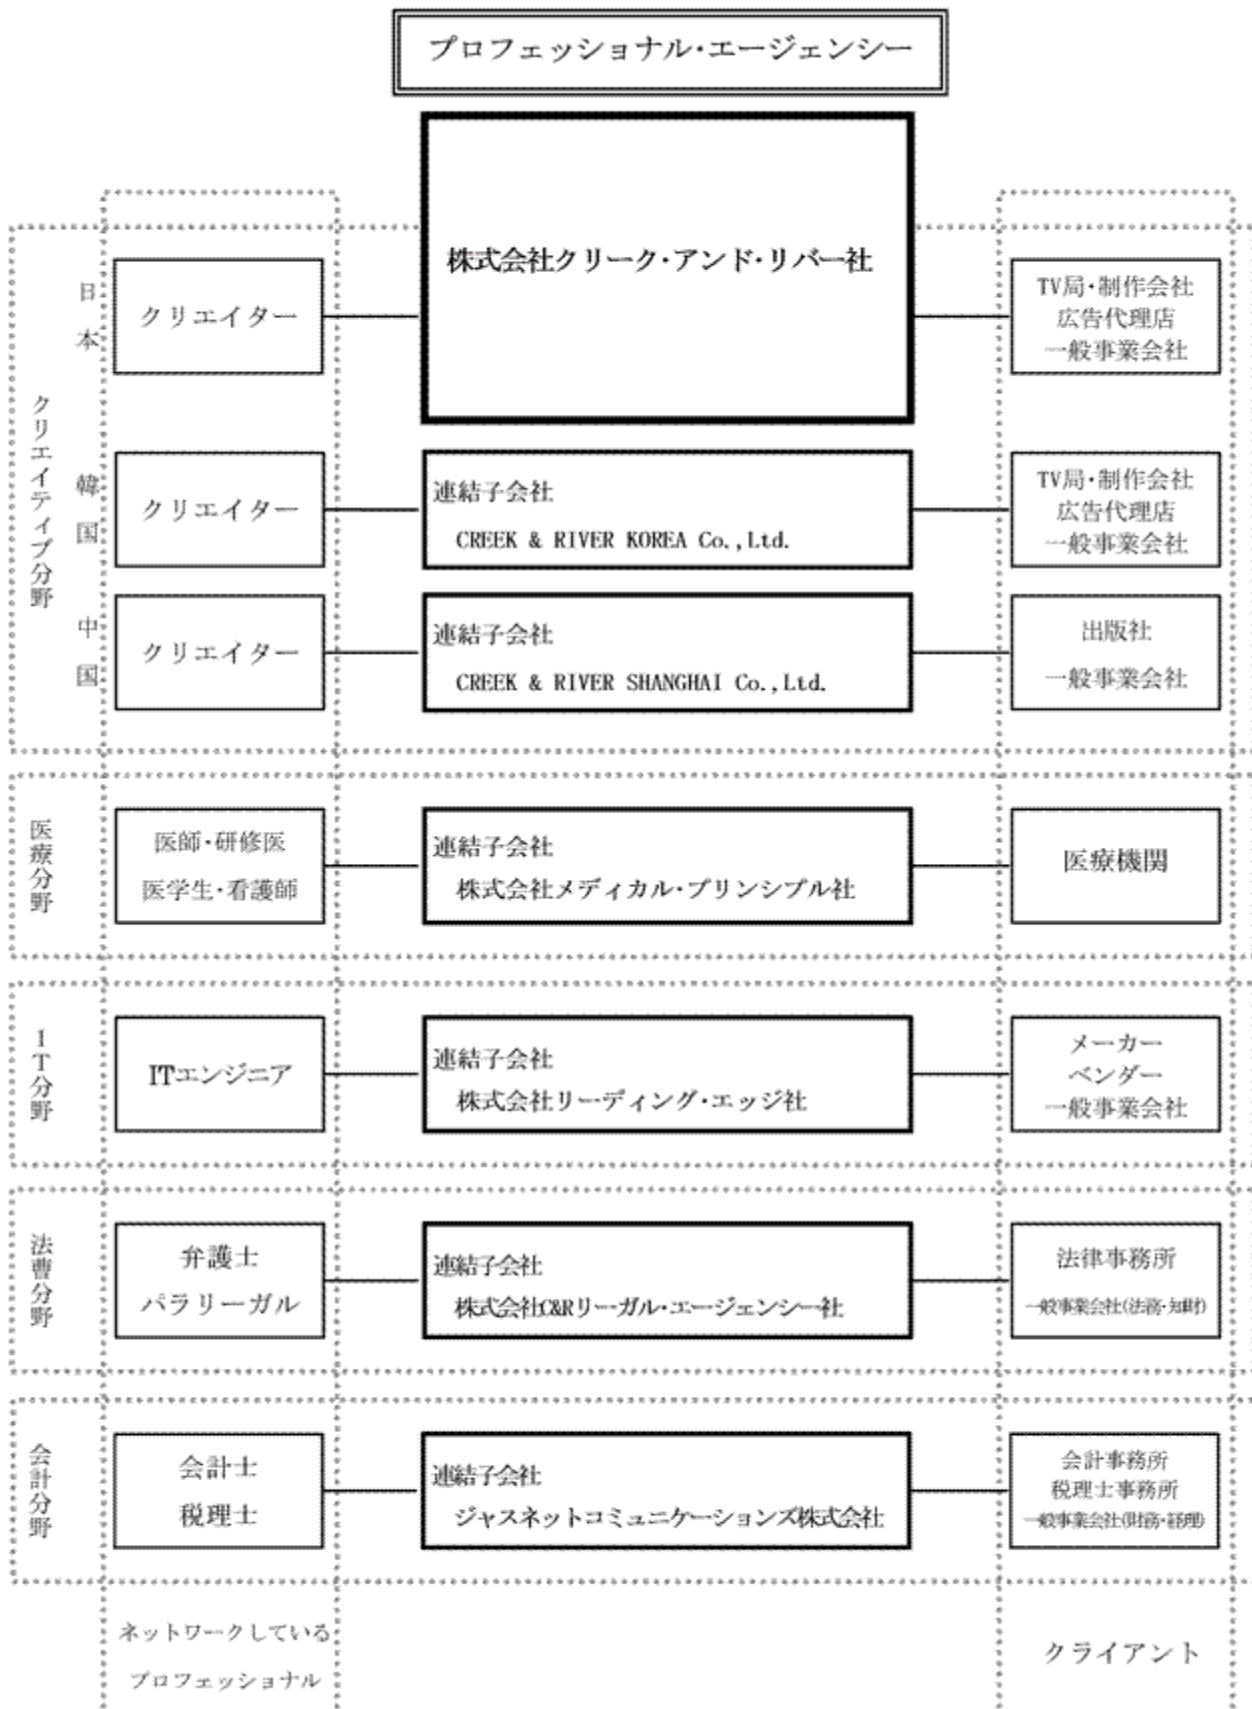 プロフェッショナル・エージェンシー
クリエイティブ分野
日本
クリエイター
株式会社クリーク・アンド・リバー社
TV局・制作会社
広告代理店
一般事業会社
韓国
クリエイター
連結子会社
CREEK & RIVER KOREA Co.,Ltd.
TV局・制作会社
広告代理店
一般事業会社
中国
クリエイター
連結子会社
CREEK & RIVER SHANGHAI Co.,Ltd.
出版社
一般事業会社
医療分野
医師・研修医
医学生・看護師
連結子会社
株式会社メディカル・プリンシプル社
医療機関
IT分野
ITエンジニア
連結子会社
株式会社リーディング・エッジ社
メーカー
ベンダー
一般事業会社
法曹分野
弁護士
パラリーガル
連結子会社
株式会社C&Rリーガル・エージェンシー社
法律事務所
一般事業会社(法務・知財)
会計分野
会計士
税理士
連結子会社
ジャスネットコミュニケーションズ株式会社
会計事務所
税理士事務所
一般事業会社(財務・経理)
ネットワークしている
プロフェッショナル
クライアント